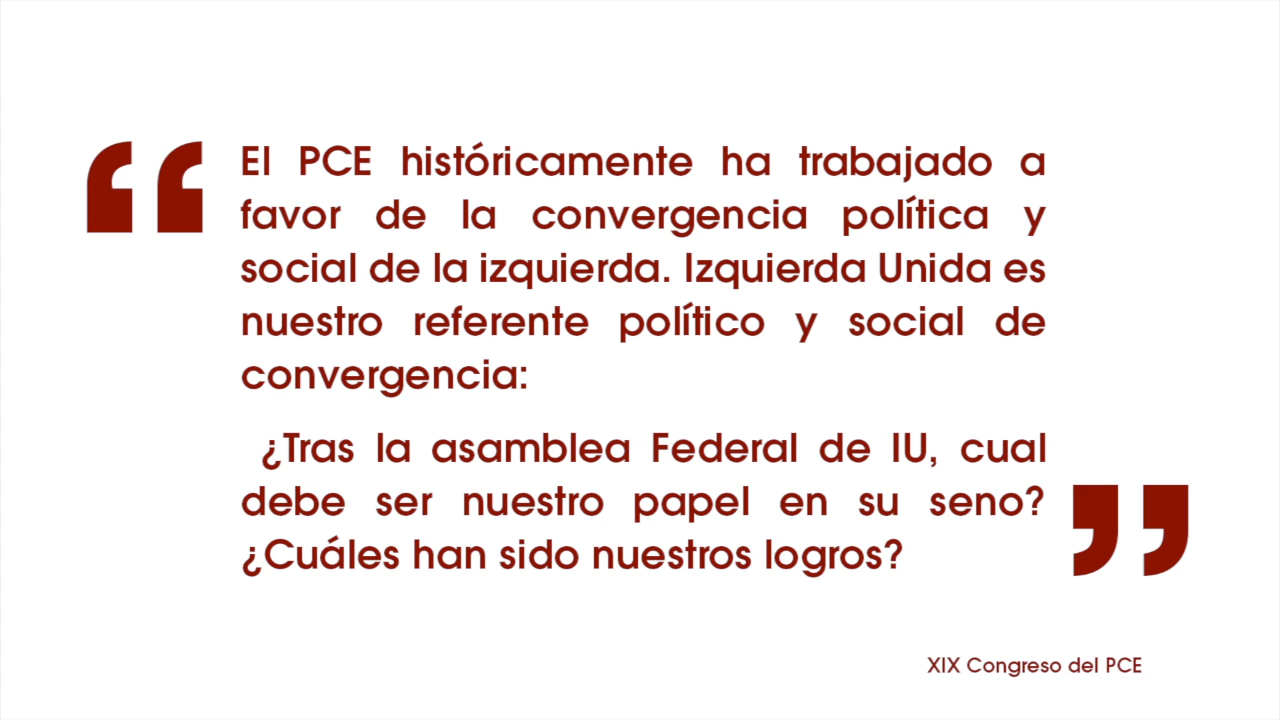 “El PCE históricamente ha trabajado a
favor de la convergencia política y
social de la izquierda. Izquierda Unida es
nuestro referente político y social de
convergencia:
¿Tras la asamblea Federal de IU, cual
debe ser nuestro papel en su seno?
¿Cuáles han sido nuestros logros?”
XIX Congreso del PCE